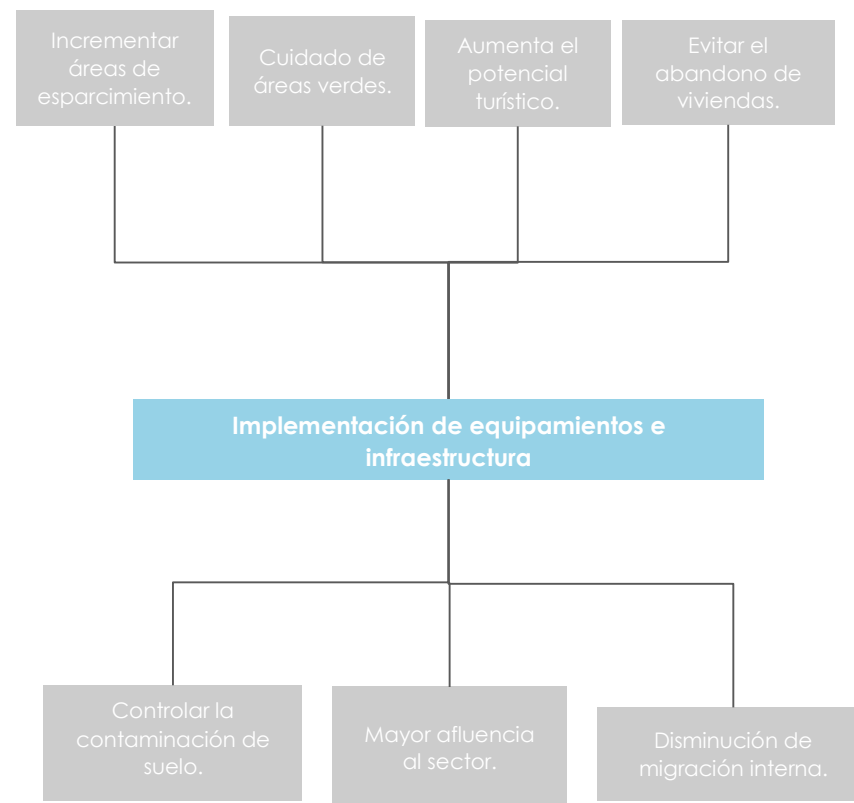 Incrementar
áreas de
esparcimiento.
Cuidado de
áreas verdes.
Aumenta el
potencial
turístico.
Evitar el
abandono de
viviendas.
Implementación de equipamientos e
infraestructura
Controlar la
contaminación de
suelo.
Mayor afluencia
al sector.
Disminución de
migración interna.